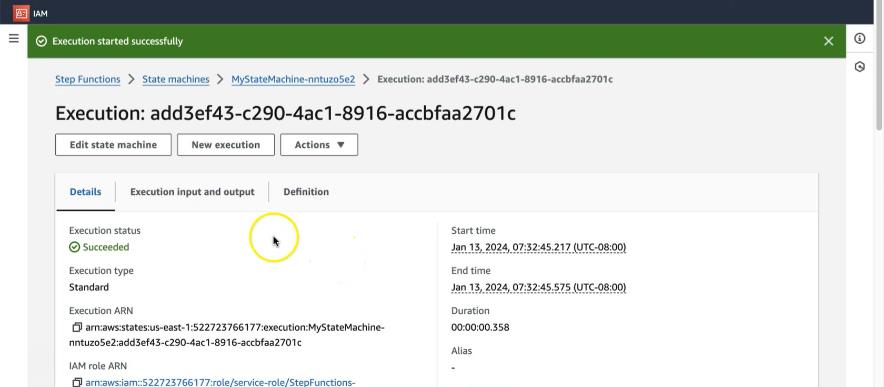 IAM
Execution started successfully
Step Functions > State machines > MyStateMachine-nntuzo5e2 > Execution: add3ef43-c290-4ac1-8916-accbfaa2701c
Execution: add3ef43-c290-4ac1-8916-accbfaa2701c
Edit state machine New execution Actions
Details Execution input and output Definition
Execution status
Succeeded
Execution type
Standard
Execution ARN
arn:aws:states:us-east-1:522723766177:execution:MyStateMachine-
nntuzo5e2:add3ef43-c290-4ac1-8916-accbfaa2701c
IAM role ARN
arn:aws:iam::522723766177:role/service-role/StepFunctions-
Start time
Jan 13, 2024, 07:32:45.217 (UTC-08:00)
End time
Jan 13, 2024, 07:32:45.575 (UTC-08:00)
Duration
00:00:00.358
Alias
-